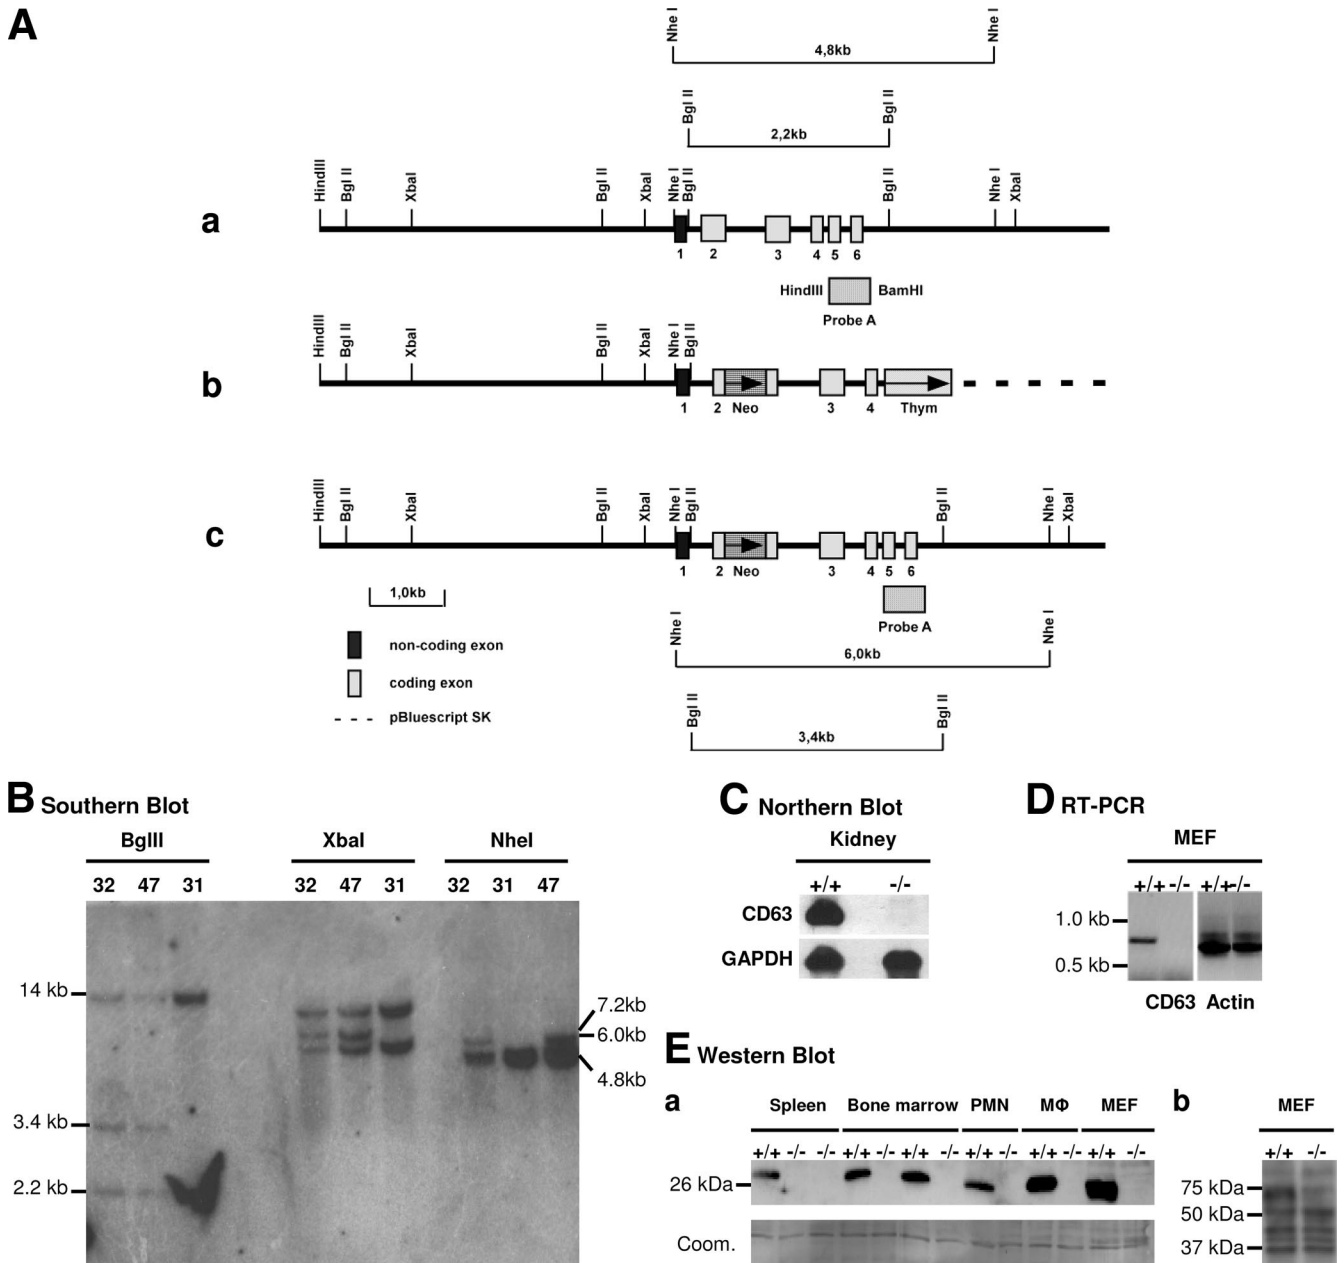 A
Nhe I Nhe I
4,8kb
Bgl II Bgl II
2,2kb
HindIII Bgl II XbaI Bgl II XbaI Nhe I Bgl II Bgl II Nhe I XbaI
a
1 2 3 4 5 6
HindIII BamHI
Probe A
HindIII Bgl II XbaI Bgl II XbaI Nhe I Bgl II
b
1 2 Neo 3 4 Thym
HindIII Bgl II XbaI Bgl II XbaI Nhe I Bgl II Bgl II Nhe I XbaI
c
1 2 Neo 3 4 5 6
1,0kb
Probe A
Nhe I Nhe I
non-coding exon
6,0kb
coding exon
Bgl II Bgl II
pBluescript SK
3,4kb
B Southern Blot
BglII XbaI NheI
32 47 31 32 47 31 32 31 47
14 kb
3.4 kb
2.2 kb
7.2kb
6.0kb
4.8kb
C Northern Blot
Kidney
+/+ -/-
CD63
GAPDH
D RT-PCR
MEF
+/+ -/- +/+ -/-
1.0 kb
0.5 kb
CD63 Actin
E Western Blot
a Spleen Bone marrow PMN MΦ MEF
+/+ -/- -/- +/+ -/- +/+ -/- +/+ -/- +/+ -/- +/+ -/-
26 kDa
Coom.
b MEF
+/+ -/-
75 kDa
50 kDa
37 kDa